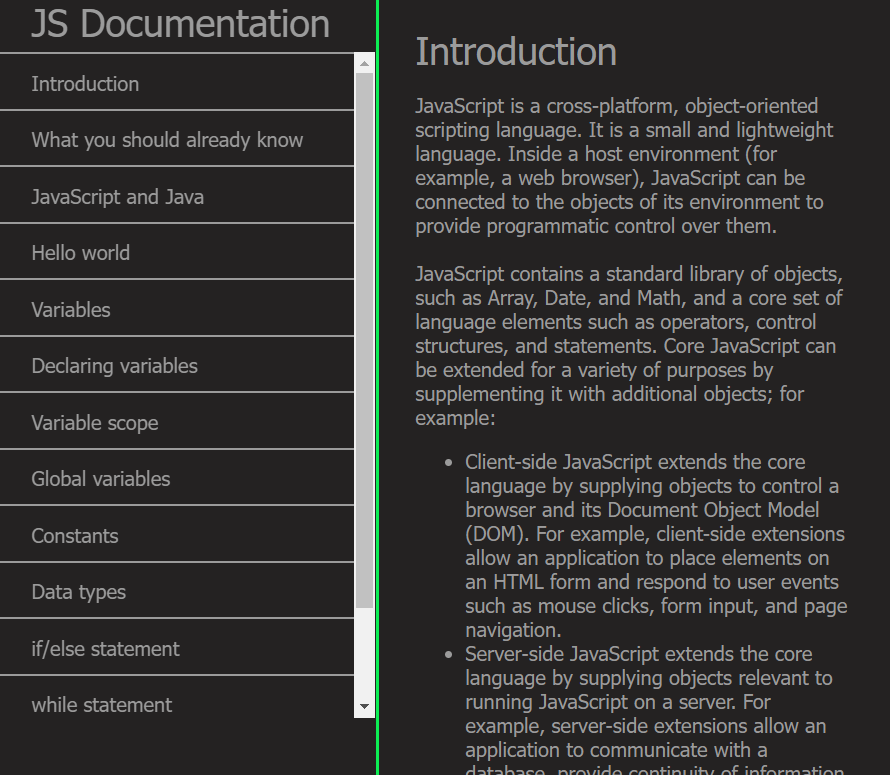 JS Documentation
Introduction
What you should already know
JavaScript and Java
Hello world
Variables
Declaring variables
Variable scope
Global variables
Constants
Data types
if/else statement
while statement
Introduction
JavaScript is a cross-platform, object-oriented
scripting language. It is a small and lightweight
language. Inside a host environment (for
example, a web browser), JavaScript can be
connected to the objects of its environment to
provide programmatic control over them.
JavaScript contains a standard library of objects,
such as Array, Date, and Math, and a core set of
language elements such as operators, control
structures, and statements. Core JavaScript can
be extended for a variety of purposes by
supplementing it with additional objects; for
example:
• Client-side JavaScript extends the core
language by supplying objects to control a
browser and its Document Object Model
(DOM). For example, client-side extensions
allow an application to place elements on
an HTML form and respond to user events
such as mouse clicks, form input, and page
navigation.
• Server-side JavaScript extends the core
language by supplying objects relevant to
running JavaScript on a server. For
example, server-side extensions allow an
application to communicate with a
database, provide continuity of information